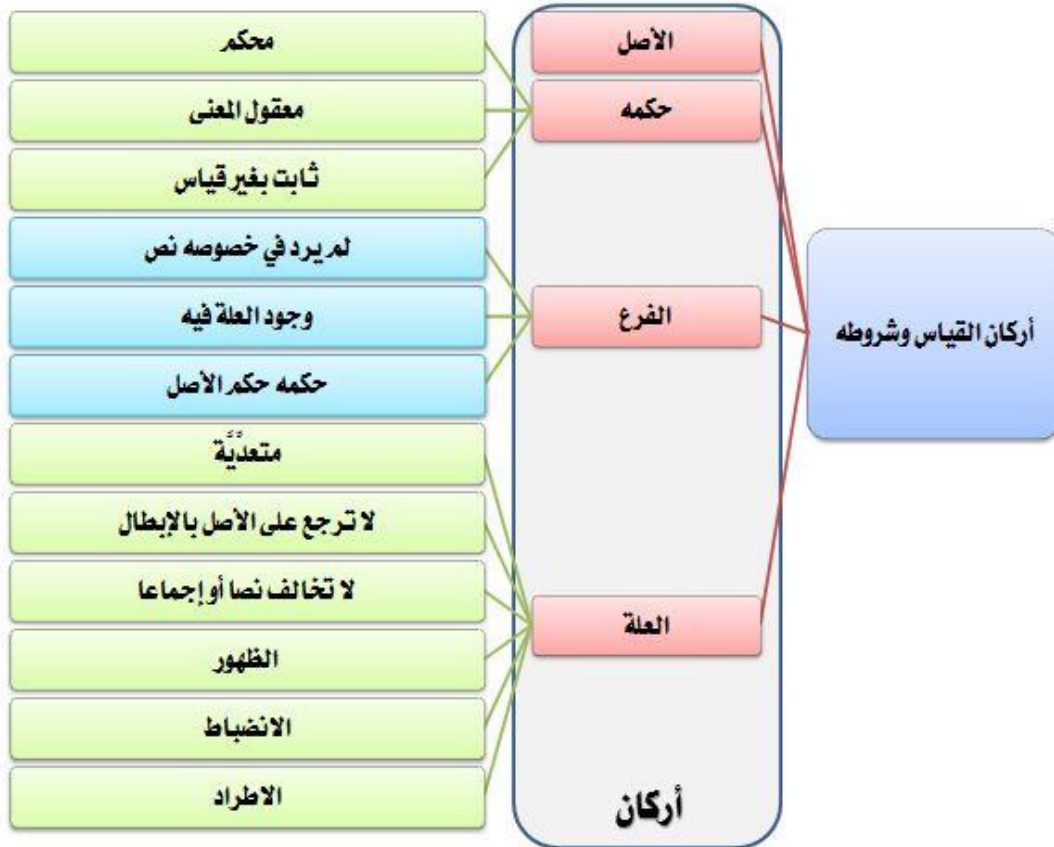 أركان القياس وشروطه
الأصل
حكمه
محكم
معقول المعنى
ثابت بغير قياس
الفرع
لم يرد في خصوصه نص
وجود العلة فيه
حكمه حكم الأصل
العلة
متعدِّيَّة
لا ترجع على الأصل بالإبطال
لا تخالف نصا أو إجماعا
الظهور
الانضباط
الاطراد
أركان